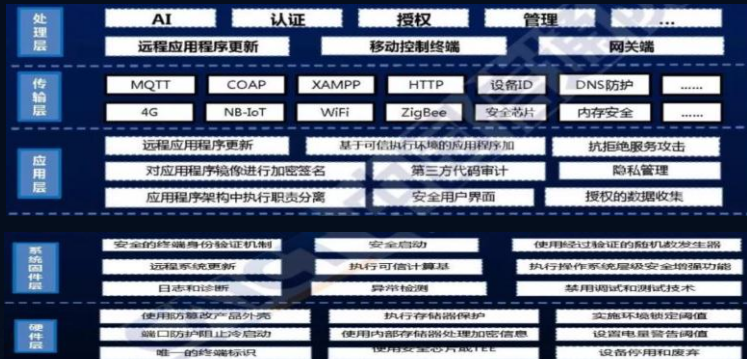 处理层
AI 认证 授权 管理 ...
远程应用程序更新 移动控制终端 网关端
传输层
MQTT COAP XAMPP HTTP 设备ID DNS防护 ......
4G NB-IoT WiFi ZigBee 安全芯片 内存安全 ......
应用层
远程应用程序更新 基于可信执行环境的应用程序加 抗拒绝服务攻击
对应用程序镜像进行加密签名 第三方代码审计 隐私管理
应用程序架构中执行职责分离 安全用户界面 授权的数据收集
系统固件层
安全的终端身份验证机制 安全启动 使用经过验证的随机数发生器
远程系统更新 执行可信计算基 执行操作系统层级安全增强功能
日志和诊断 异常检测 禁用调试和测试技术
硬件层
使用防篡改产品外壳 执行存储器保护 实施环境锁定阈值
端口防护阻止冷启动 使用内部存储器处理加密信息 设置电量警告阈值
唯一的终端标识 使用安全芯片或TEE 设备停用和废弃